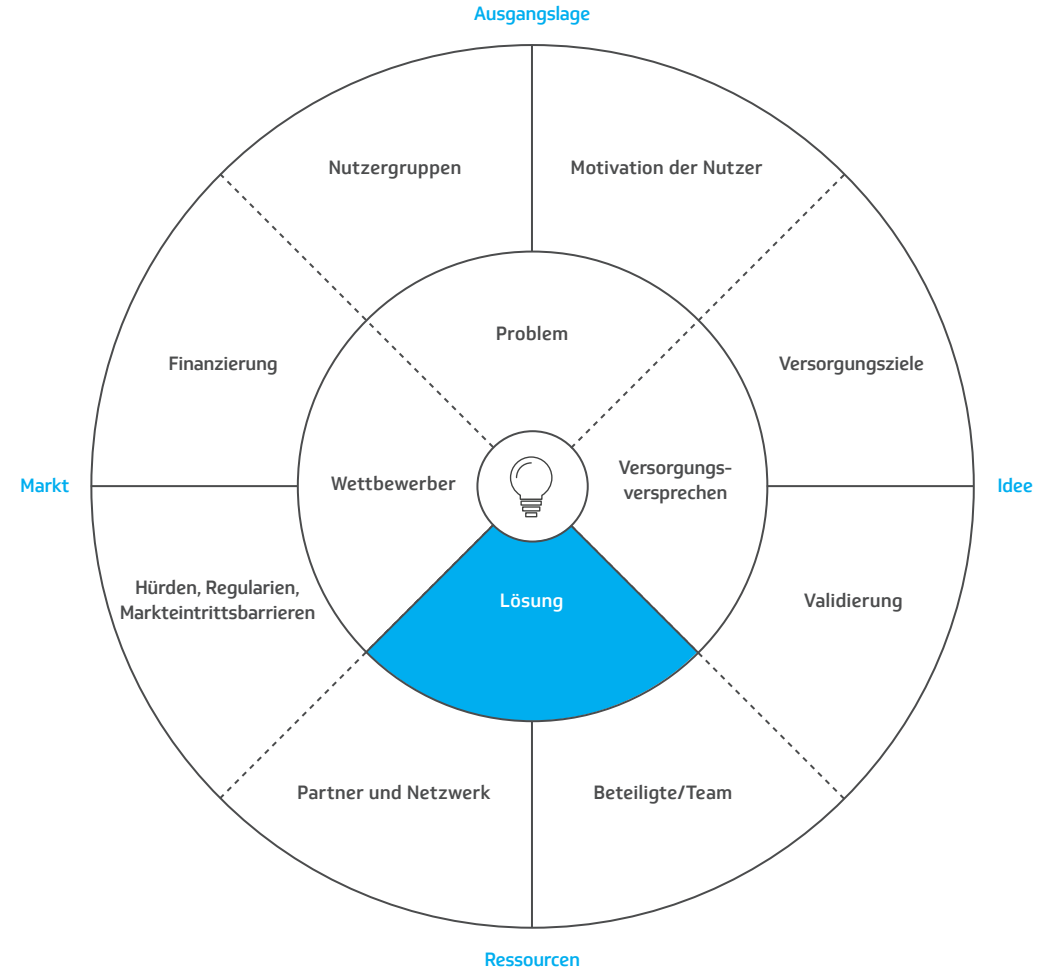 Ausgangslage
Nutzergruppen
Motivation der Nutzer
Problem
Finanzierung
Versorgungsziele
Markt
Wettbewerber
Versorgungs-
versprechen
Idee
Hürden, Regularien,
Markteintrittsbarrieren
Lösung
Validierung
Partner und Netzwerk
Beteiligte/Team
Ressourcen